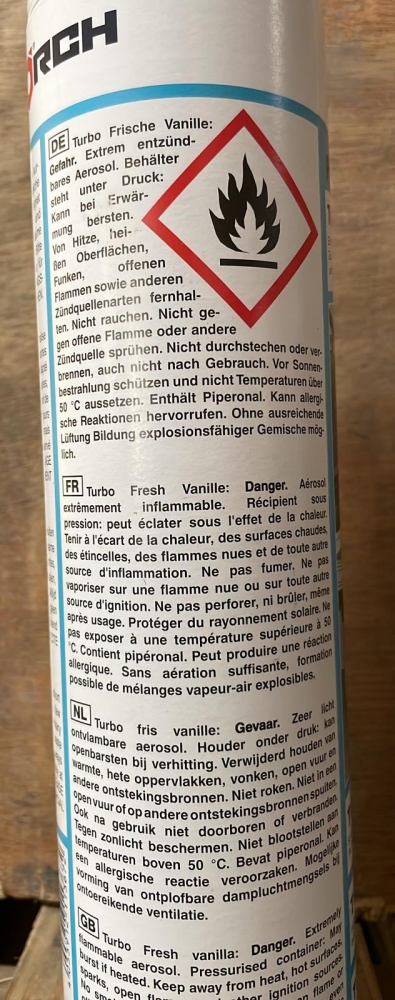 ÖRCH
DE Turbo Frische Vanille:
Gefahr. Extrem entzünd-
bares Aerosol. Behälter
steht unter Druck:
Kann bei Erwär-
mung bersten.
Von Hitze, hei-
ßen Oberflächen,
Funken, offenen
Flammen sowie anderen
Zündquellenarten fernhal-
ten. Nicht rauchen. Nicht ge-
gen offene Flamme oder andere
Zündquelle sprühen. Nicht durchstechen oder ver-
brennen, auch nicht nach Gebrauch. Vor Sonnen-
bestrahlung schützen und nicht Temperaturen über
50 °C aussetzen. Enthält Piperonal. Kann allergi-
sche Reaktionen hervorrufen. Ohne ausreichende
Lüftung Bildung explosionsfähiger Gemische mög-
lich.
FR Turbo Fresh Vanille: Danger. Aérosol
extrêmement inflammable. Récipient sous
pression: peut éclater sous l'effet de la chaleur.
Tenir à l'écart de la chaleur, des surfaces chaudes,
des étincelles, des flammes nues et de toute autre
source d'inflammation. Ne pas fumer. Ne pas
vaporiser sur une flamme nue ou sur toute autre
source d'ignition. Ne pas perforer, ni brûler, même
après usage. Protéger du rayonnement solaire. Ne
pas exposer à une température supérieure à 50
°C. Contient pipéronal. Peut produire une réaction
allergique. Sans aération suffisante, formation
possible de mélanges vapeur-air explosibles.
NL Turbo fris vanille: Gevaar. Zeer licht
ontvlambare aerosol. Houder onder druk: kan
openbarsten bij verhitting. Verwijderd houden van
warmte, hete oppervlakken, vonken, open vuur en
andere ontstekingsbronnen. Niet roken. Niet in een
open vuur of op andere ontstekingsbronnen spuiten.
Ook na gebruik niet doorboren of verbranden.
Tegen zonlicht beschermen. Niet blootstellen aan
temperaturen boven 50 °C. Bevat piperonal. Kan
een allergische reactie veroorzaken. Mogelijke
vorming van ontplofbare dampluchtmengsels bij
ontoereikende ventilatie.
GB Turbo Fresh vanilla: Danger. Extremely
flammable aerosol. Pressurised container: May
burst if heated. Keep away from heat, hot surfaces,
sparks, open ignition sources.
No flame or